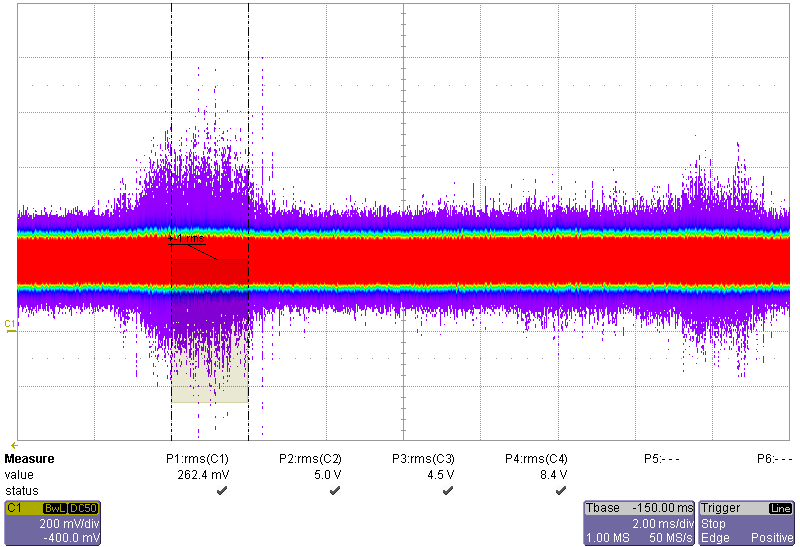 P1:rms
C1
Measure P1:rms(C1) P2:rms(C2) P3:rms(C3) P4:rms(C4) P5:- - - P6:- - -
value 262.4 mV 5.0 V 4.5 V 8.4 V
status
C1 BwL DC50
200 mV/div
-400.0 mV
Tbase -150.00 ms
2.00 ms/div
1.00 MS 50 MS/s
Trigger Line
Stop
Edge Positive